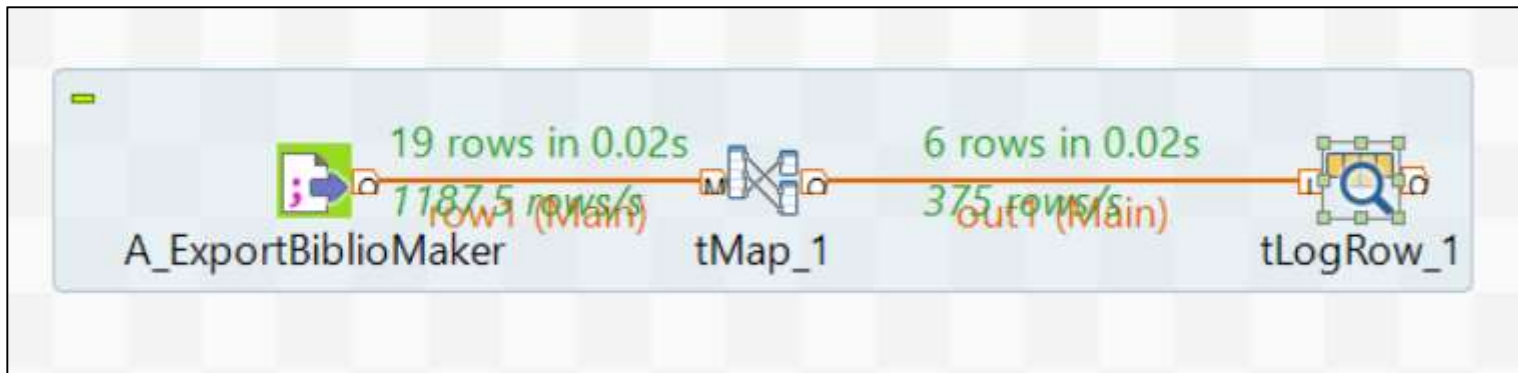 19 rows in 0.02s
1187.5 rows/s
row1 (Main)
6 rows in 0.02s
375 rows/s
out1 (Main)
;
O
M
O
I
O
A_ExportBiblioMaker
tMap_1
tLogRow_1